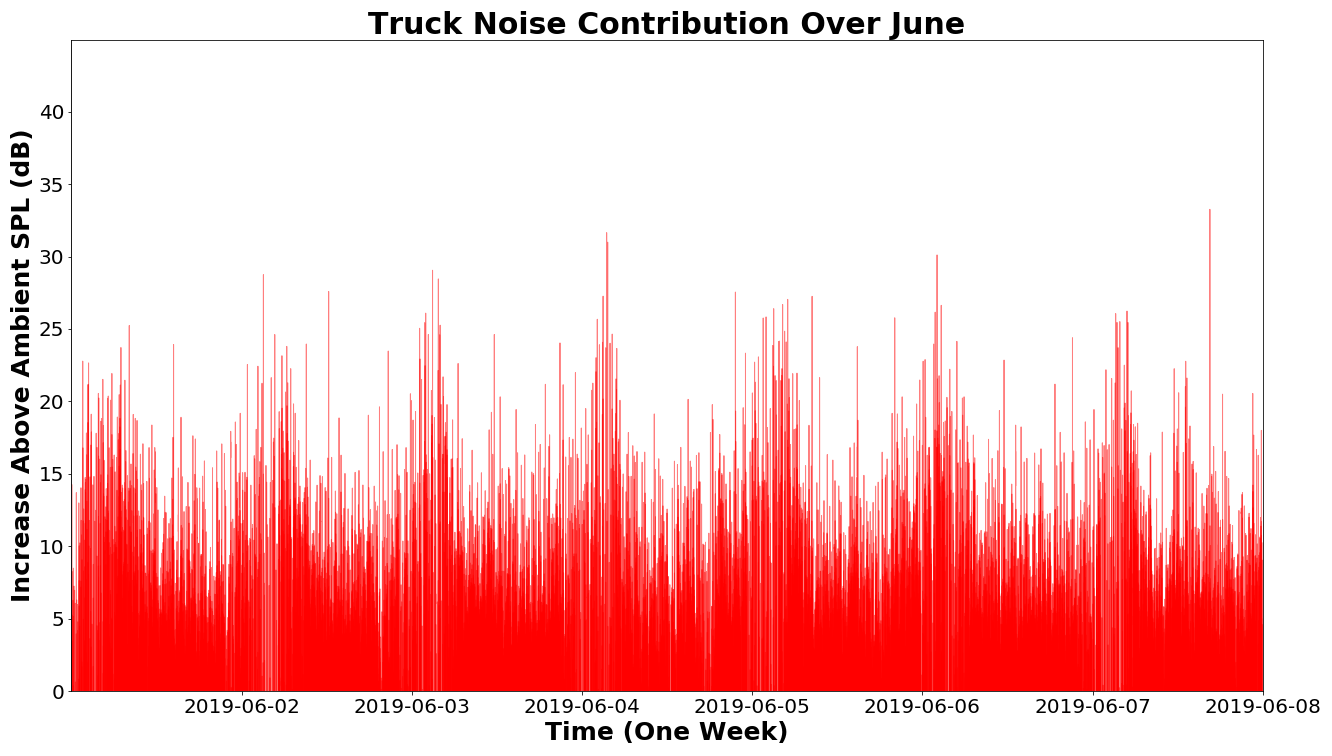 Truck Noise Contribution Over June
Increase Above Ambient SPL (dB)
40
35
30
25
20
15
10
5
0
2019-06-02 2019-06-03 2019-06-04 2019-06-05 2019-06-06 2019-06-07 2019-06-08
Time (One Week)